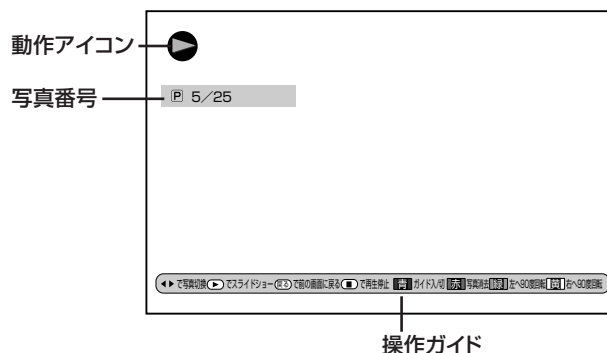 動作アイコン
写真番号
P 5／25
◀▶ で写真切換 ▶ でスライドショー 戻る で前の画面に戻る ■ で再生停止 青 ガイド入/切 赤 写真消去 緑 左へ90度回転 黄 右へ90度回転
操作ガイド